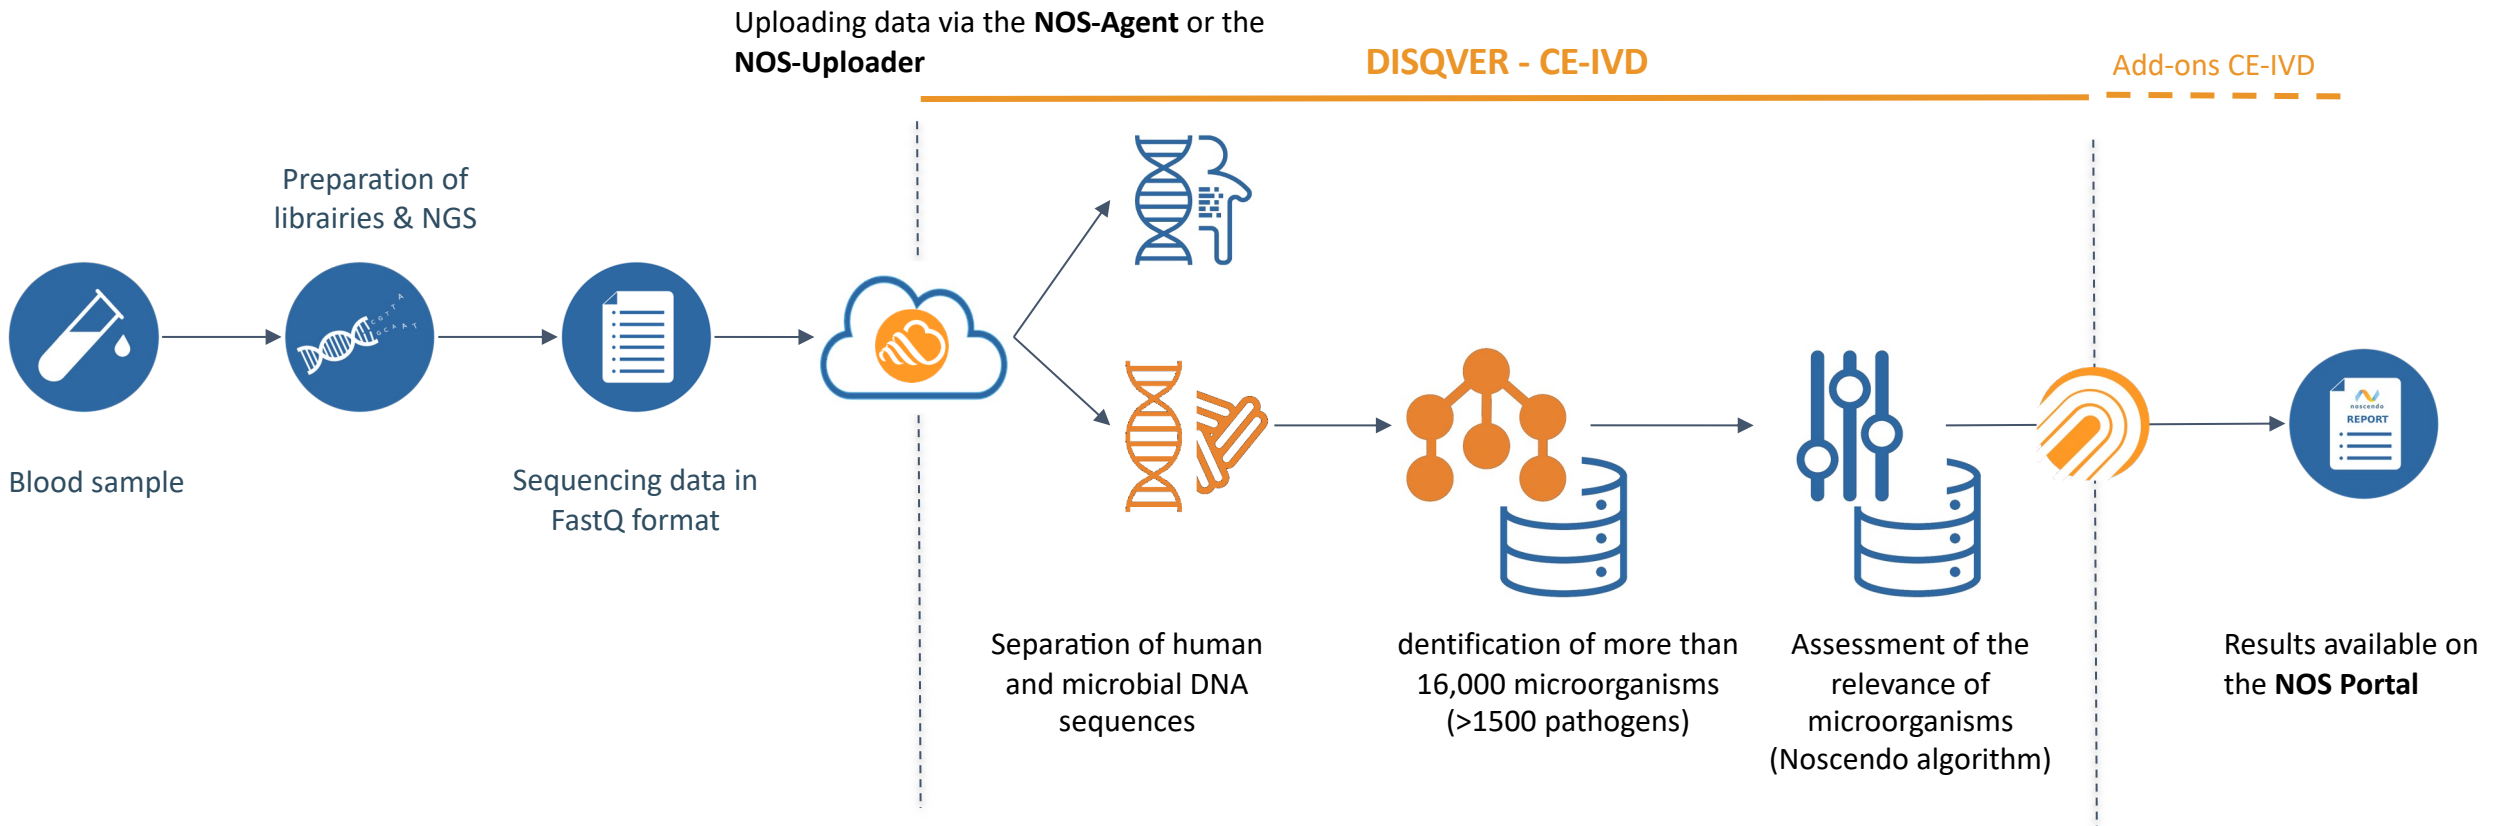 Uploading data via the NOS-Agent or the
NOS-Uploader
DISQVER - CE-IVD
Add-ons CE-IVD
Preparation of
librairies & NGS
A
T
T
G
C
G
C
A
A
T
noscendo
REPORT
Blood sample
Sequencing data in
FastQ format
Separation of human
and microbial DNA
sequences
dentification of more than
16,000 microorganisms
(>1500 pathogens)
Assessment of the
relevance of
microorganisms
(Noscendo algorithm)
Results available on
the NOS Portal